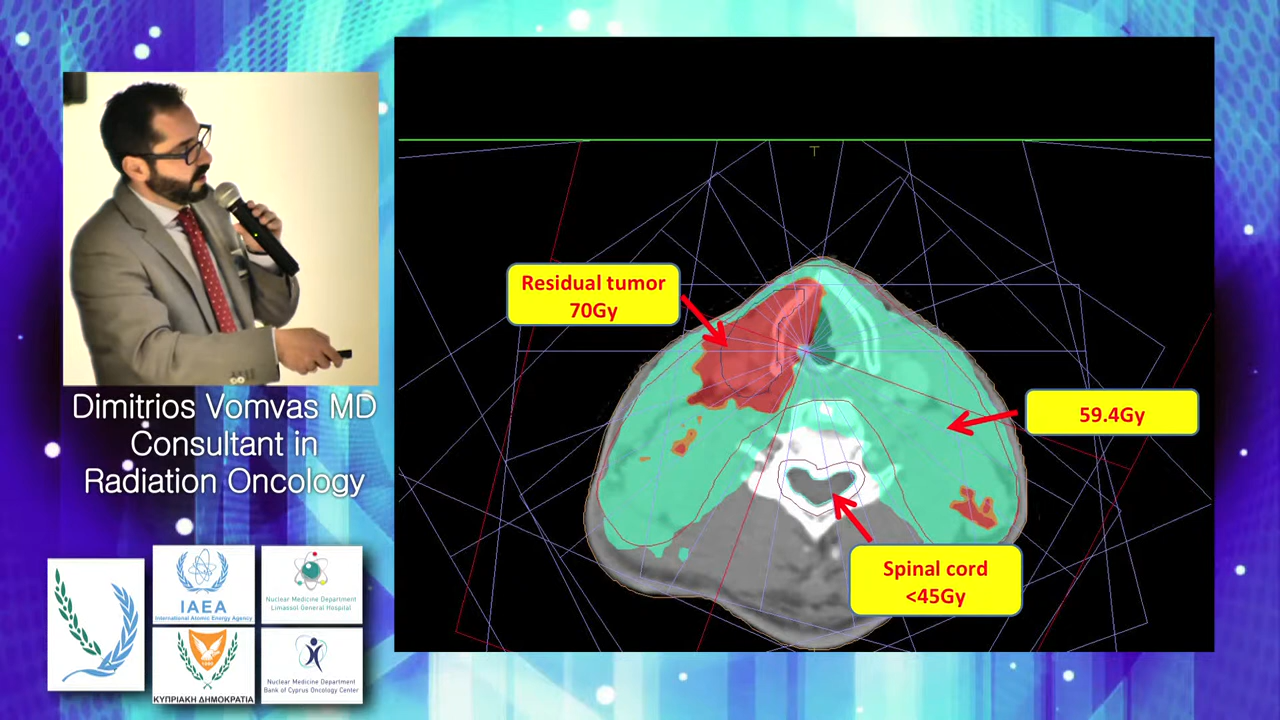 Residual tumor
70Gy
T
59.4Gy
Spinal cord
<45Gy
Dimitrios Vomvas MD
Consultant in
Radiation Oncology
IAEA
International Atomic Energy Agency
Nuclear Medicine Department
Limassol General Hospital
ΚΥΠΡΙΑΚΗ ΔΗΜΟΚΡΑΤΙΑ
Nuclear Medicine Department
Bank of Cyprus Oncology Center